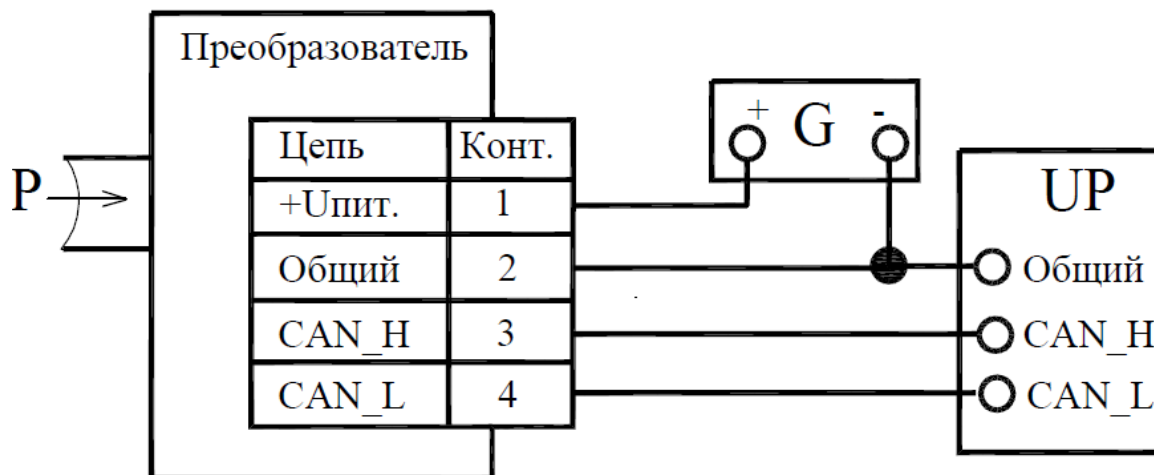 Преобразователь
Цепь Конт.
+Uпит. 1
Общий 2
CAN_H 3
CAN_L 4
P
+ G -
UP
Общий
CAN_H
CAN_L